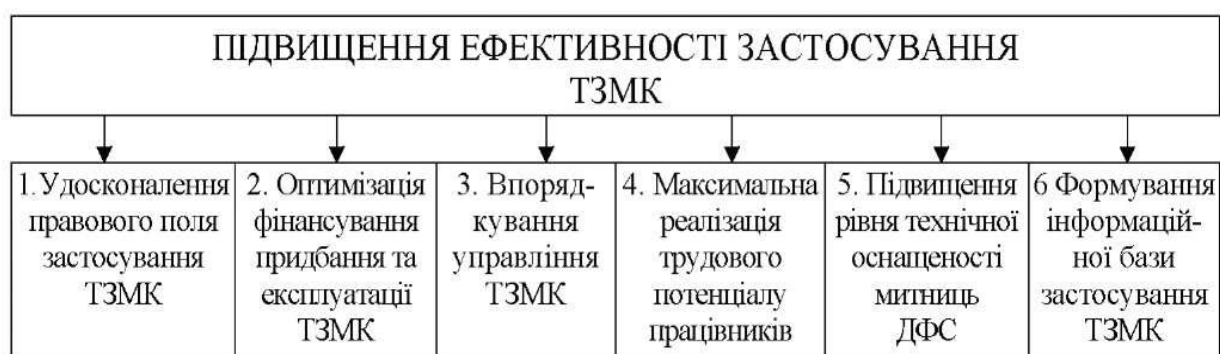 ПІДВИЩЕННЯ ЕФЕКТИВНОСТІ ЗАСТОСУВАННЯ
ТЗМК
1. Удосконалення
правового поля
застосування
ТЗМК
2. Оптимізація
фінансування
придбання та
експлуатації
ТЗМК
3. Впоряд-
кування
управління
ТЗМК
4. Максимальна
реалізація
трудового
потенціалу
працівників
5. Підвищення
рівня технічної
оснащеності
митниць
ДФС
6 Формування
інформацій-
ної бази
застосування
ТЗМК